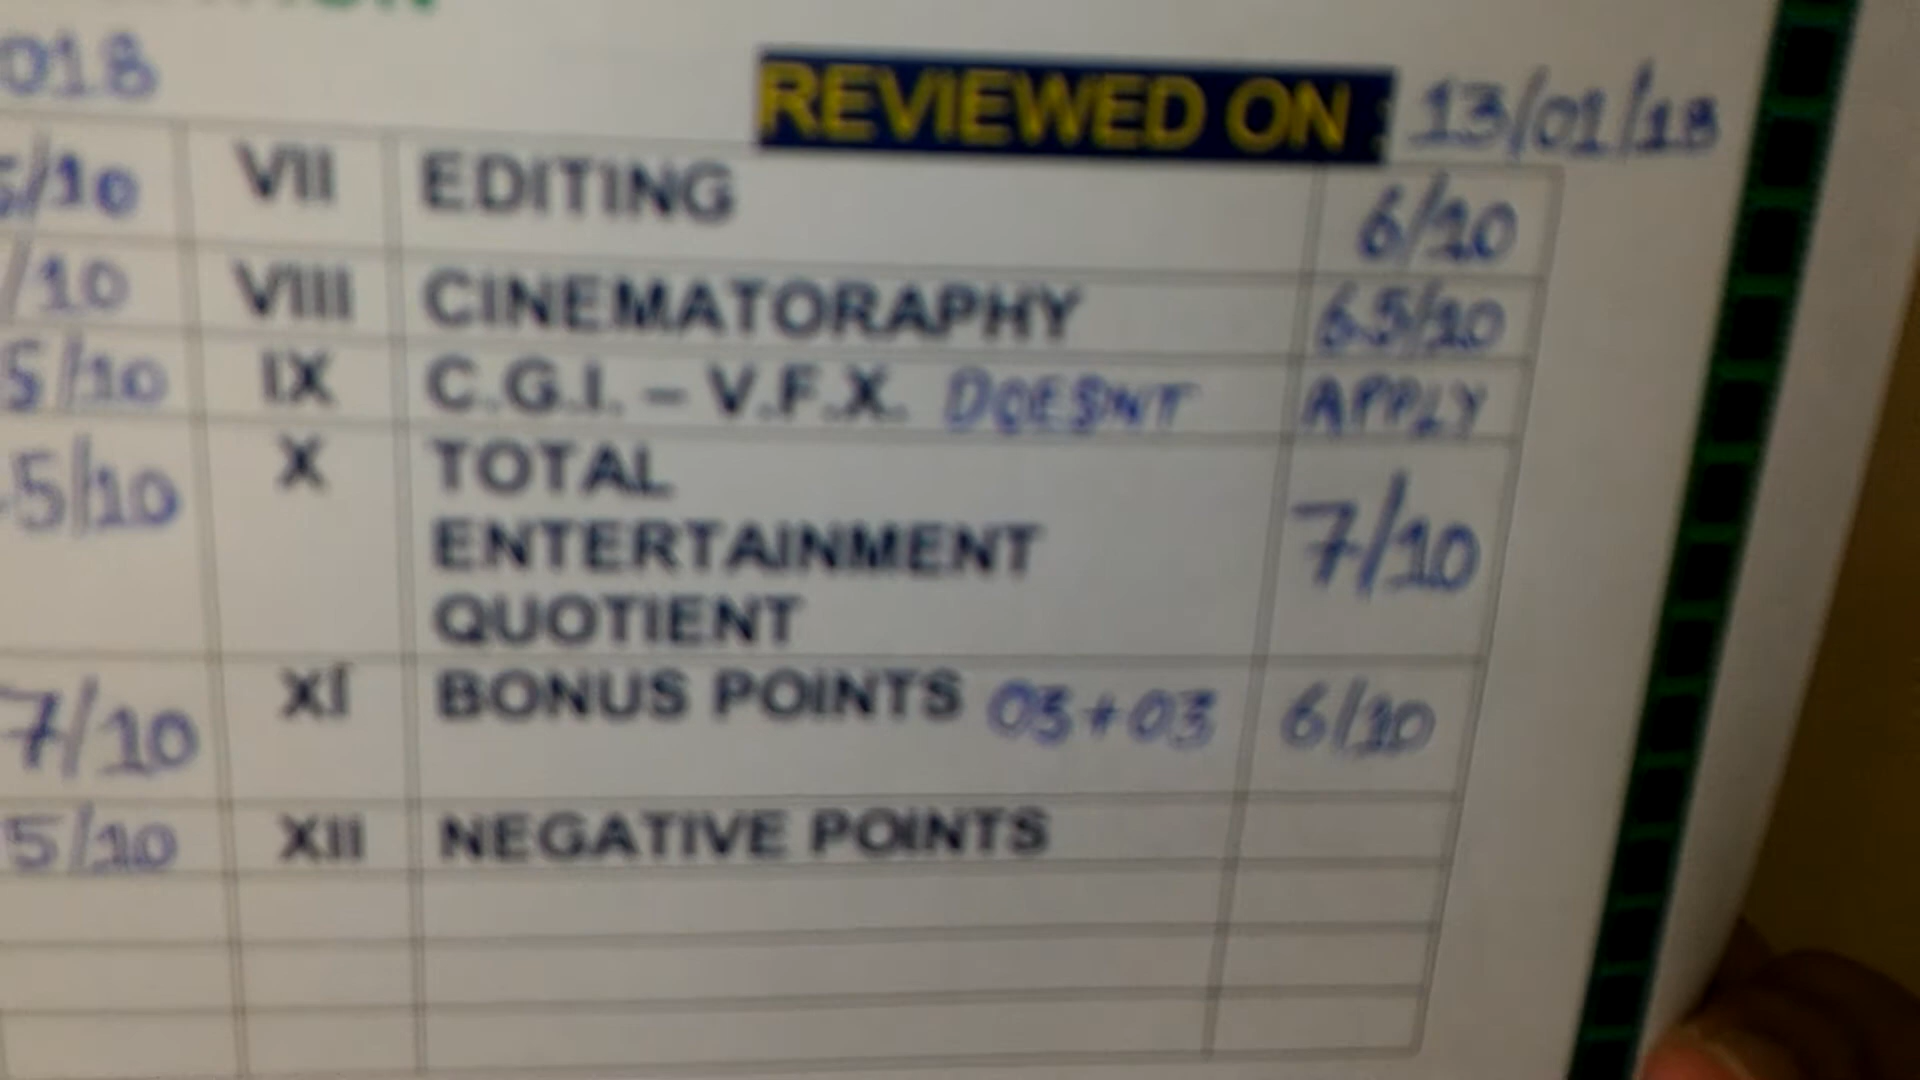 018
REVIEWED ON : 13/01/18
5/10 VII EDITING 6/10
/10 VIII CINEMATORAPHY 6.5/10
5/10 IX C.G.I. – V.F.X. DOESNT APPLY
.5/10 X TOTAL
ENTERTAINMENT 7/10
QUOTIENT
7/10 XI BONUS POINTS 03+03 6/10
5/10 XII NEGATIVE POINTS